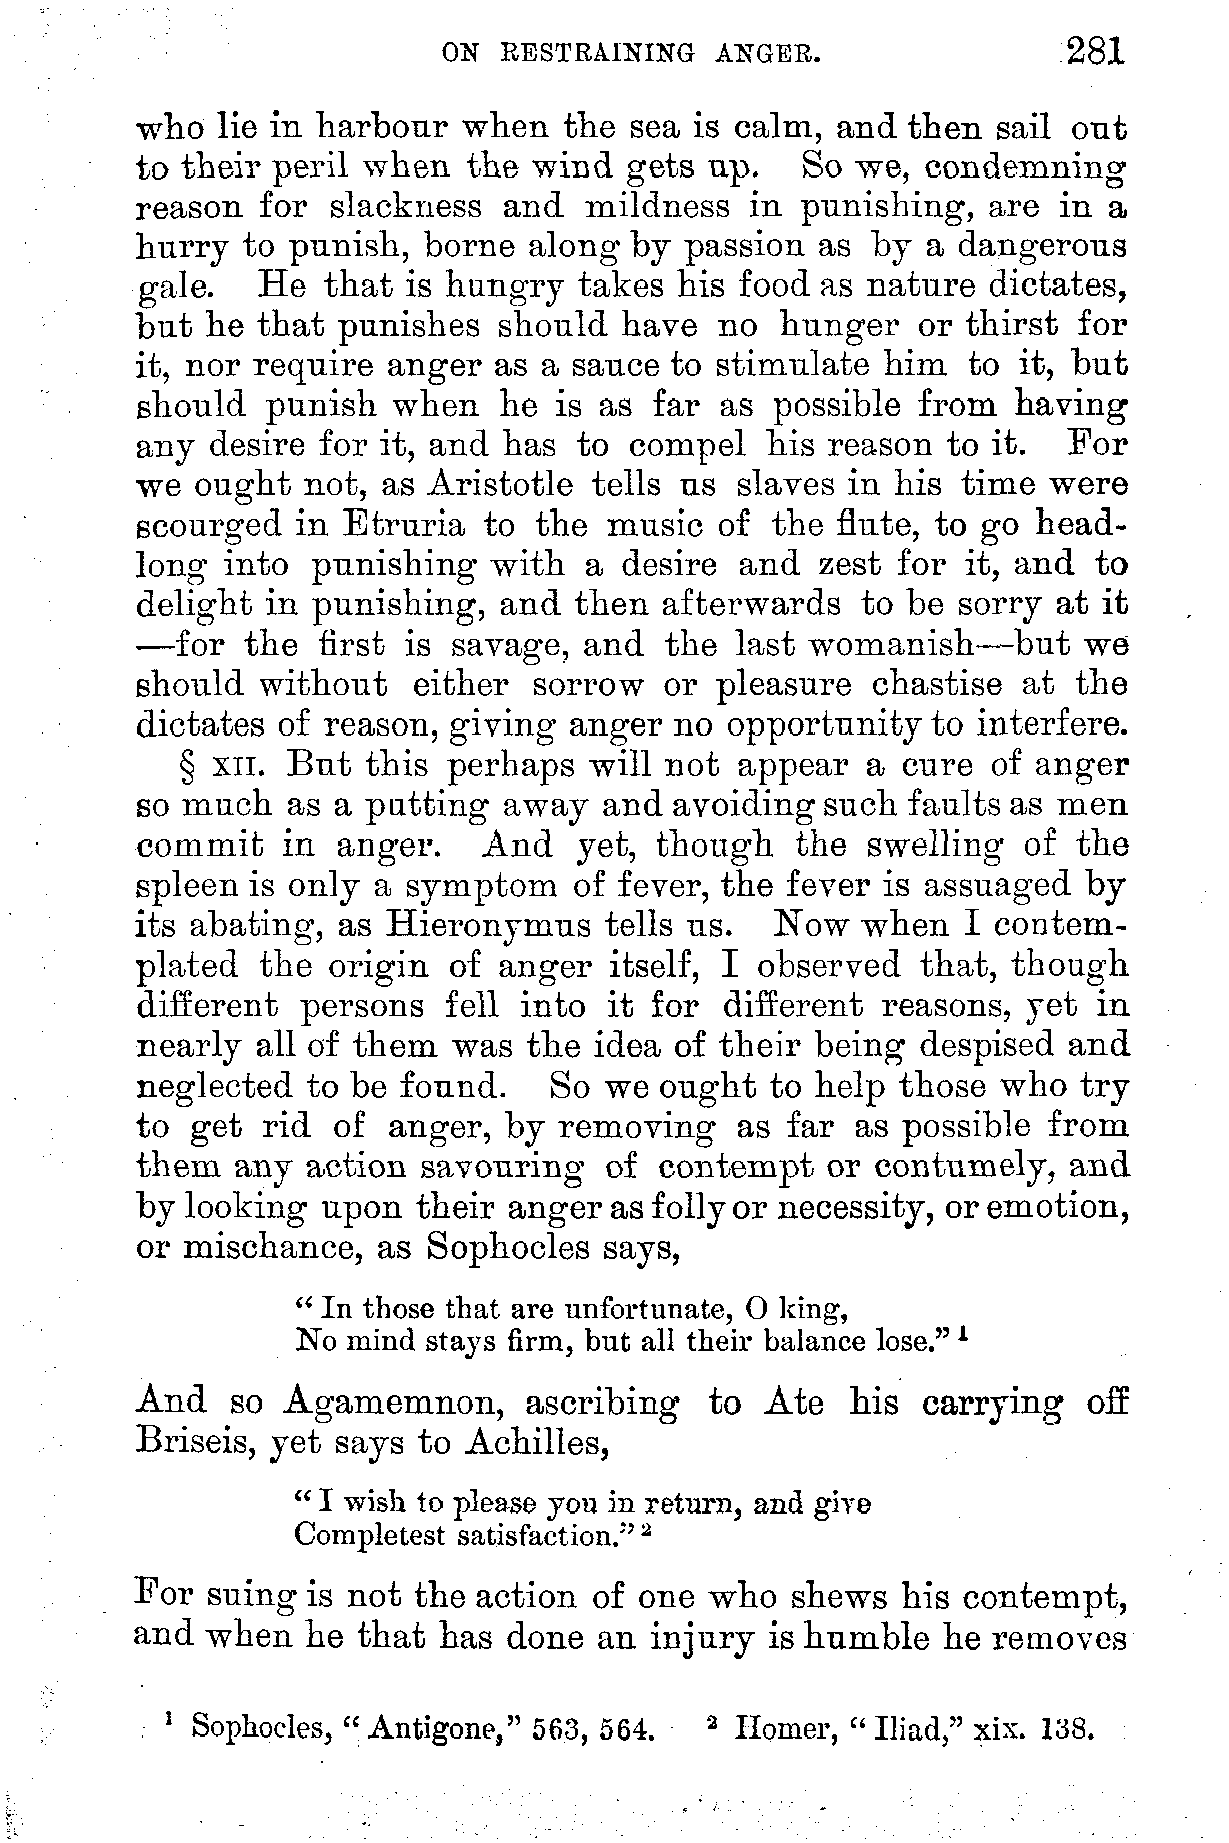 ON RESTRAINING ANGER. 281
who lie in harbour when the sea is calm, and then sail out
to their peril when the wind gets up. So we, condemning
reason for slackness and mildness in punishing, are in a
hurry to punish, borne along by passion as by a dangerous
gale. He that is hungry takes his food as nature dictates,
but he that punishes should have no hunger or thirst for
it, nor require anger as a sauce to stimulate him to it, but
should punish when he is as far as possible from having
any desire for it, and has to compel his reason to it. For
we ought not, as Aristotle tells us slaves in his time were
scourged in Etruria to the music of the flute, to go head-
long into punishing with a desire and zest for it, and to
delight in punishing, and then afterwards to be sorry at it
—for the first is savage, and the last womanish—but we
should without either sorrow or pleasure chastise at the
dictates of reason, giving anger no opportunity to interfere.
§ XII. But this perhaps will not appear a cure of anger
so much as a putting away and avoiding such faults as men
commit in anger. And yet, though the swelling of the
spleen is only a symptom of fever, the fever is assuaged by
its abating, as Hieronymus tells us. Now when I contem-
plated the origin of anger itself, I observed that, though
different persons fell into it for different reasons, yet in
nearly all of them was the idea of their being despised and
neglected to be found. So we ought to help those who try
to get rid of anger, by removing as far as possible from
them any action savouring of contempt or contumely, and
by looking upon their anger as folly or necessity, or emotion,
or mischance, as Sophocles says,
"In those that are unfortunate, O king,
No mind stays firm, but all their balance lose." ¹
And so Agamemnon, ascribing to Ate his carrying off
Briseis, yet says to Achilles,
"I wish to please you in return, and give
Completest satisfaction." ²
For suing is not the action of one who shews his contempt,
and when he that has done an injury is humble he removes
¹ Sophocles, "Antigone," 563, 564. ² Homer, "Iliad," xix. 138.